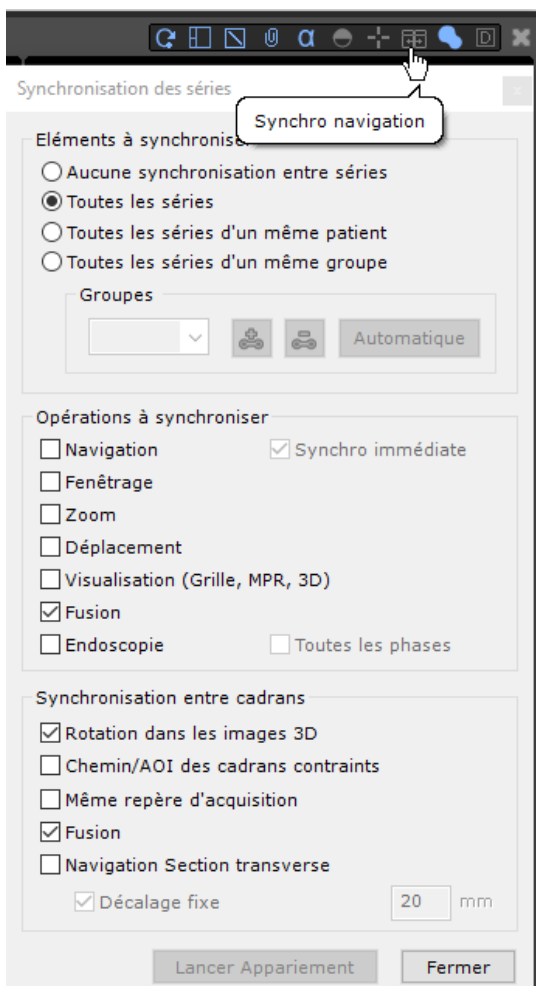 α D
Synchronisation des séries
x
Synchro navigation
Eléments à synchronise
Aucune synchronisation entre séries
Toutes les séries
Toutes les séries d'un même patient
Toutes les séries d'un même groupe
Groupes
Automatique
Opérations à synchroniser
Navigation Synchro immédiate
Fenêtrage
Zoom
Déplacement
Visualisation (Grille, MPR, 3D)
Fusion
Endoscopie Toutes les phases
Synchronisation entre cadrans
Rotation dans les images 3D
Chemin/AOI des cadrans contraints
Même repère d'acquisition
Fusion
Navigation Section transverse
Décalage fixe 20 mm
Lancer Appariement Fermer